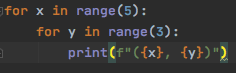 for x in range(5):
    for y in range(3):
        print(f"({x}, {y})")